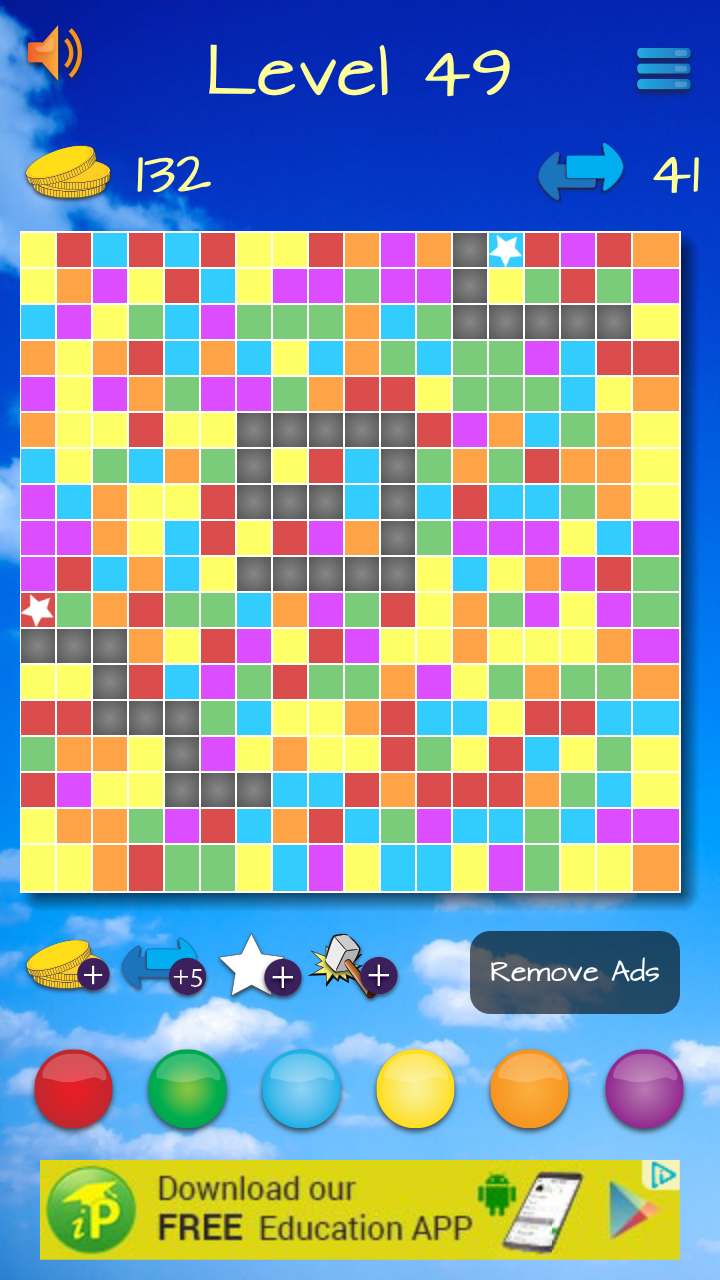 Level 49
132
41
+
+5
+
+
Remove Ads
iP
Download our
FREE Education APP